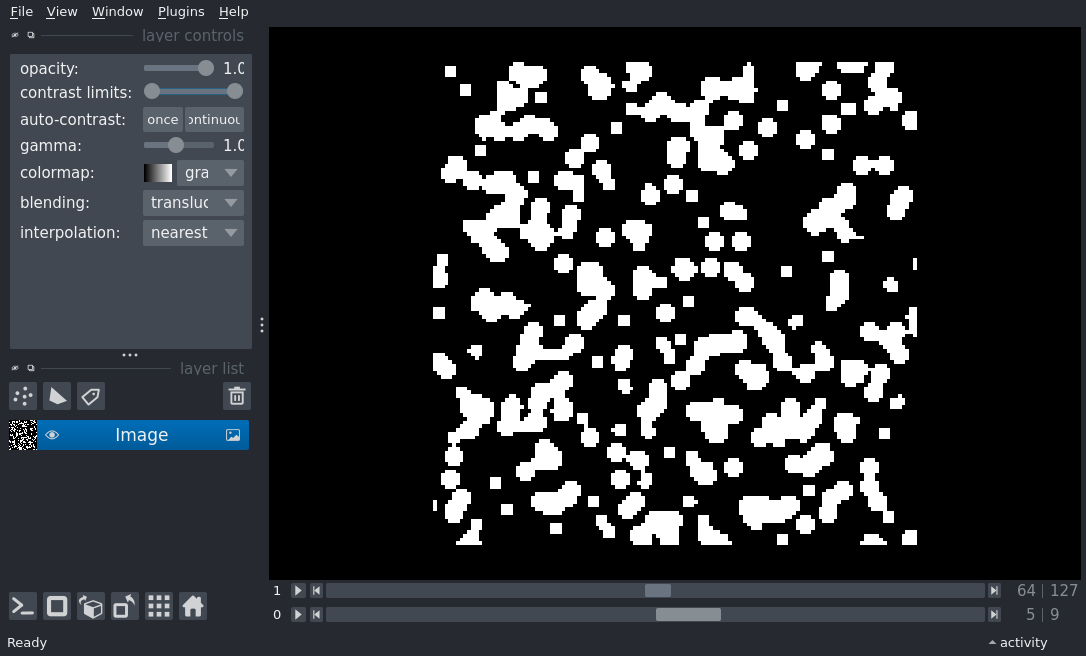 File View Window Plugins Help
layer controls
opacity: 1.0
contrast limits:
auto-contrast: once ontinuou
gamma: 1.0
colormap: gra
blending: transluc
interpolation: nearest
layer list
Image
1 64 127
0 5 9
Ready activity